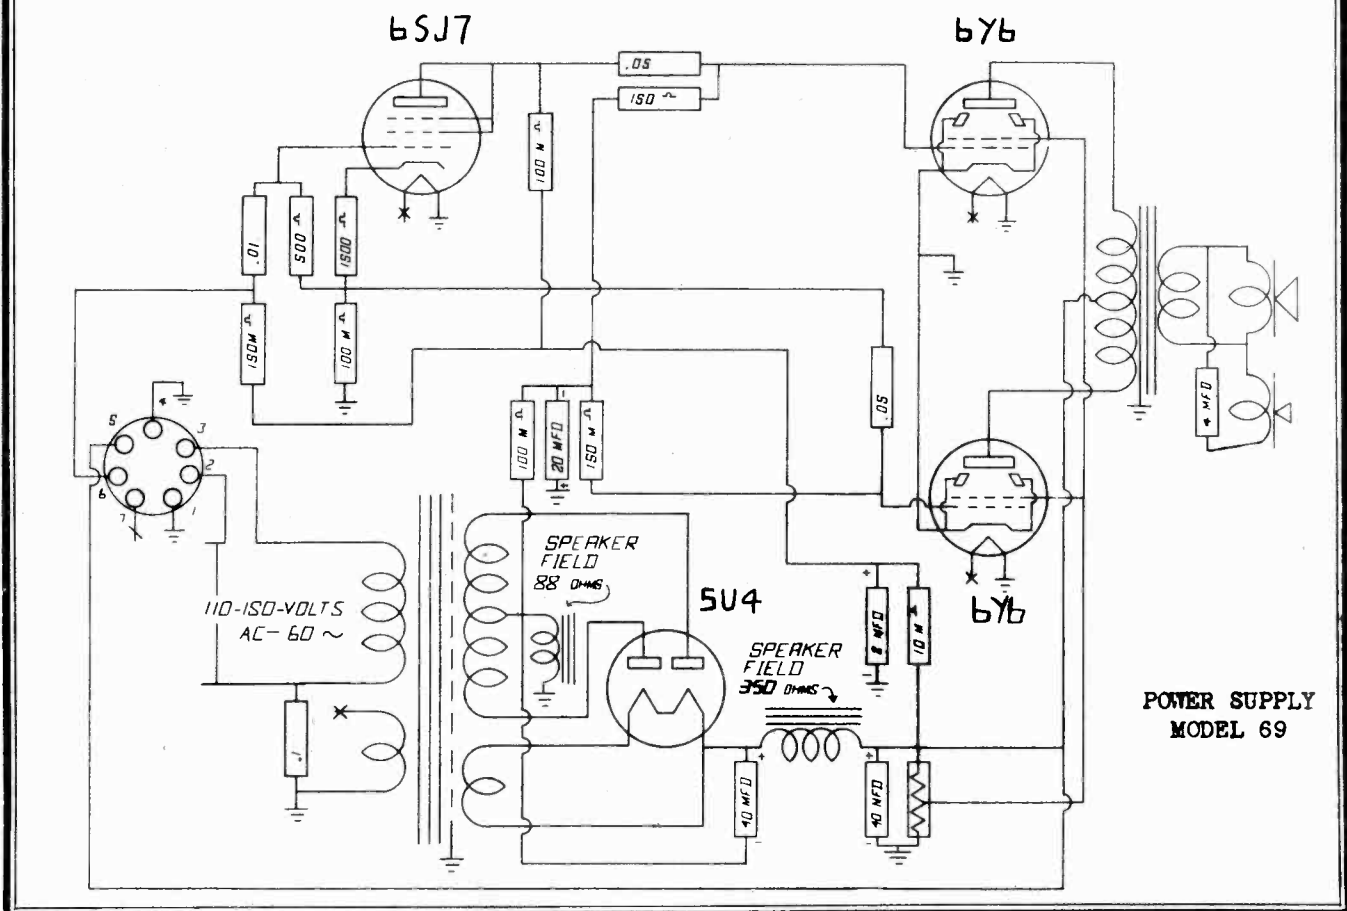 6SJ7
6Y6
.05
150 Ω
100 M Ω
.01
500 Ω
1500 Ω
150M Ω
100 M Ω
.05
4 MFD
100 M Ω
20 MFD
150 M Ω
-
+
4
5
3
2
6
7
1
SPEAKER
FIELD
88 OHMS
110-150-VOLTS
AC-60~
5U4
6Y6
+
8 MFD
-
10 M Ω
SPEAKER
FIELD
350 OHMS
POWER SUPPLY
MODEL 69
.1
+
40 MFD
-
+
40 MFD
-